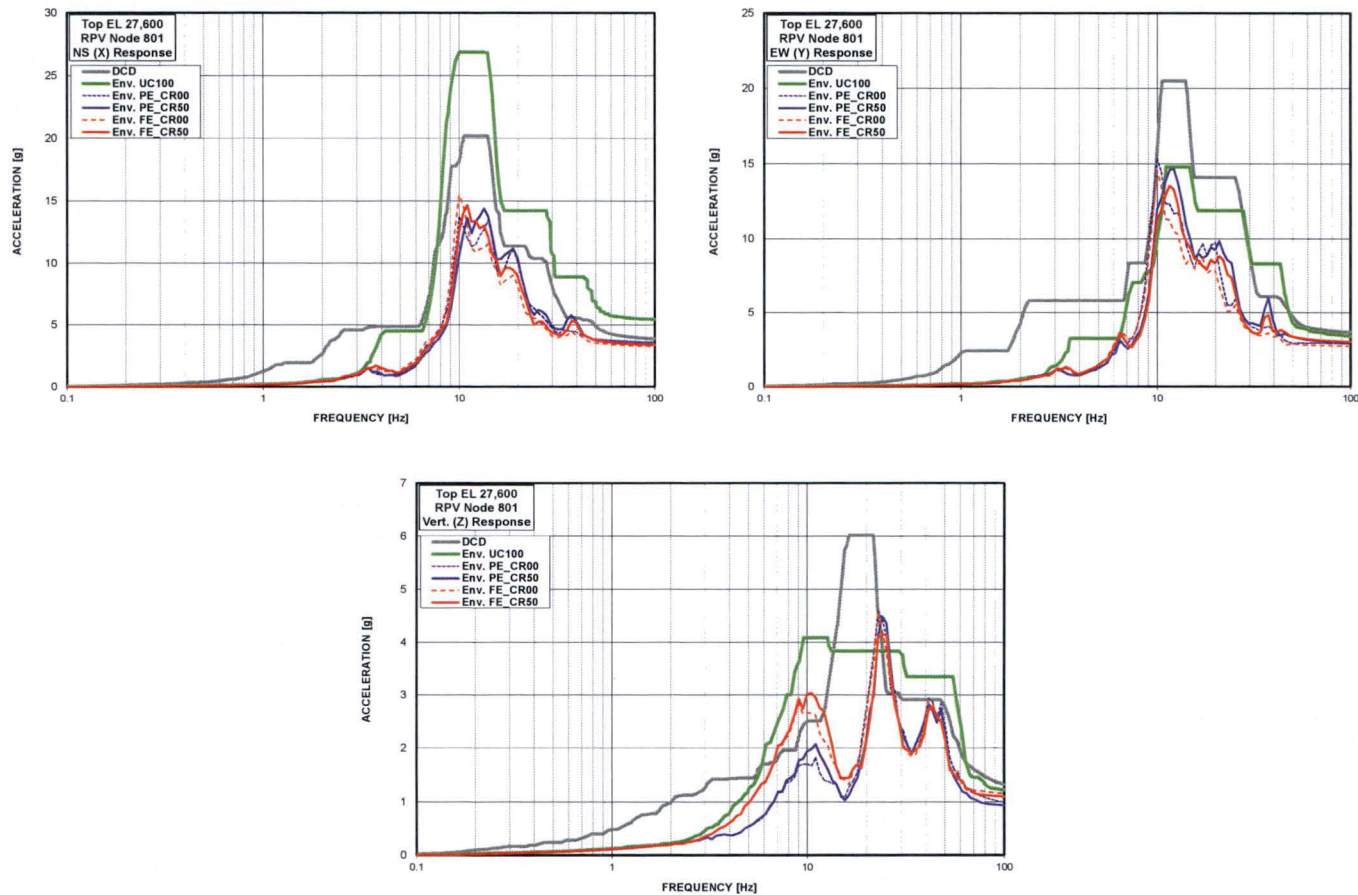 Top EL 27,600
RPV Node 801
NS (X) Response
DCD
Env. UC100
Env. PE_CR00
Env. PE_CR50
Env. FE_CR00
Env. FE_CR50
30
25
20
15
10
5
0
ACCELERATION [g]
0.1
1
10
100
FREQUENCY [Hz]
Top EL 27,600
RPV Node 801
EW (Y) Response
DCD
Env. UC100
Env. PE_CR00
Env. PE_CR50
Env. FE_CR00
Env. FE_CR50
25
20
15
10
5
0
ACCELERATION [g]
0.1
1
10
100
FREQUENCY [Hz]
Top EL 27,600
RPV Node 801
Vert. (Z) Response
DCD
Env. UC100
Env. PE_CR00
Env. PE_CR50
Env. FE_CR00
Env. FE_CR50
7
6
5
4
3
2
1
0
ACCELERATION [g]
0.1
1
10
100
FREQUENCY [Hz]